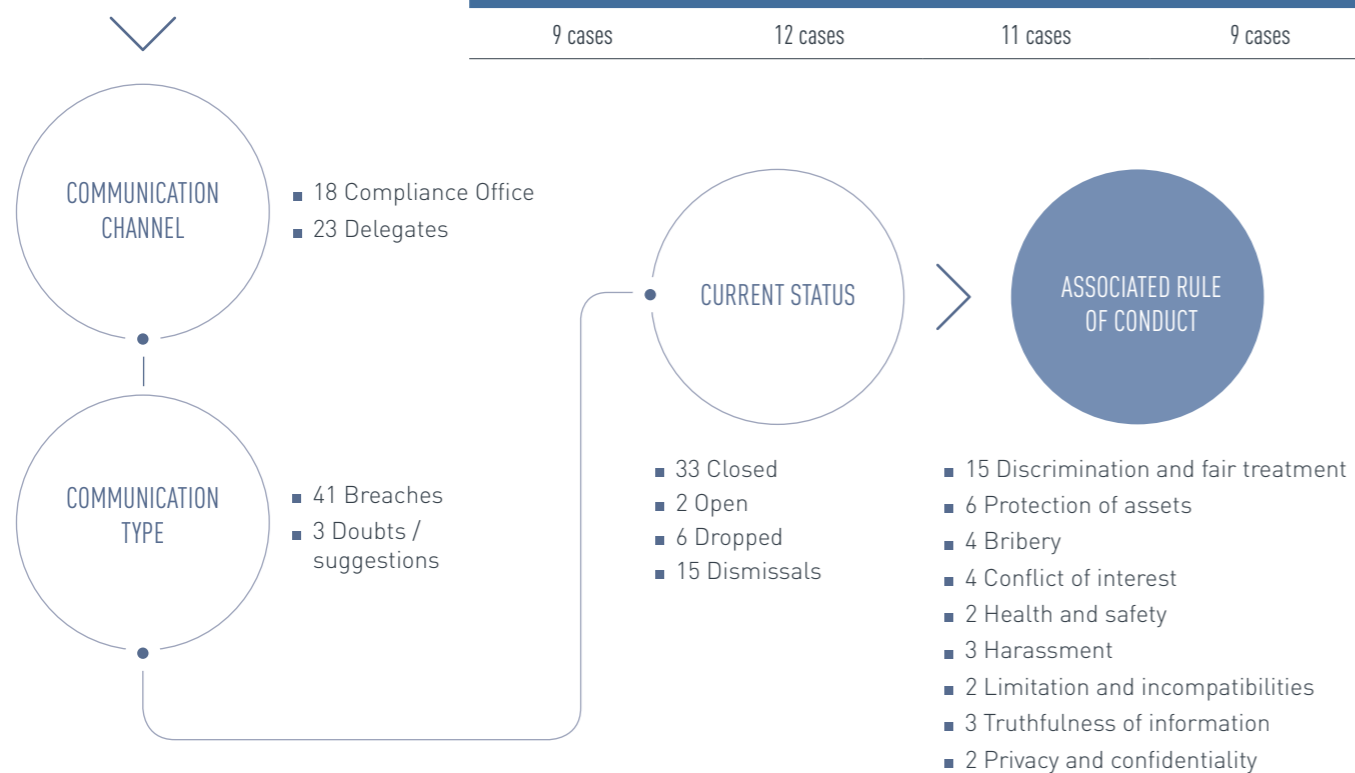 9 cases 12 cases 11 cases 9 cases
COMMUNICATION
CHANNEL
18 Compliance Office
23 Delegates
COMMUNICATION
TYPE
41 Breaches
3 Doubts /
suggestions
CURRENT STATUS
33 Closed
2 Open
6 Dropped
15 Dismissals
ASSOCIATED RULE
OF CONDUCT
15 Discrimination and fair treatment
6 Protection of assets
4 Bribery
4 Conflict of interest
2 Health and safety
3 Harassment
2 Limitation and incompatibilities
3 Truthfulness of information
2 Privacy and confidentiality